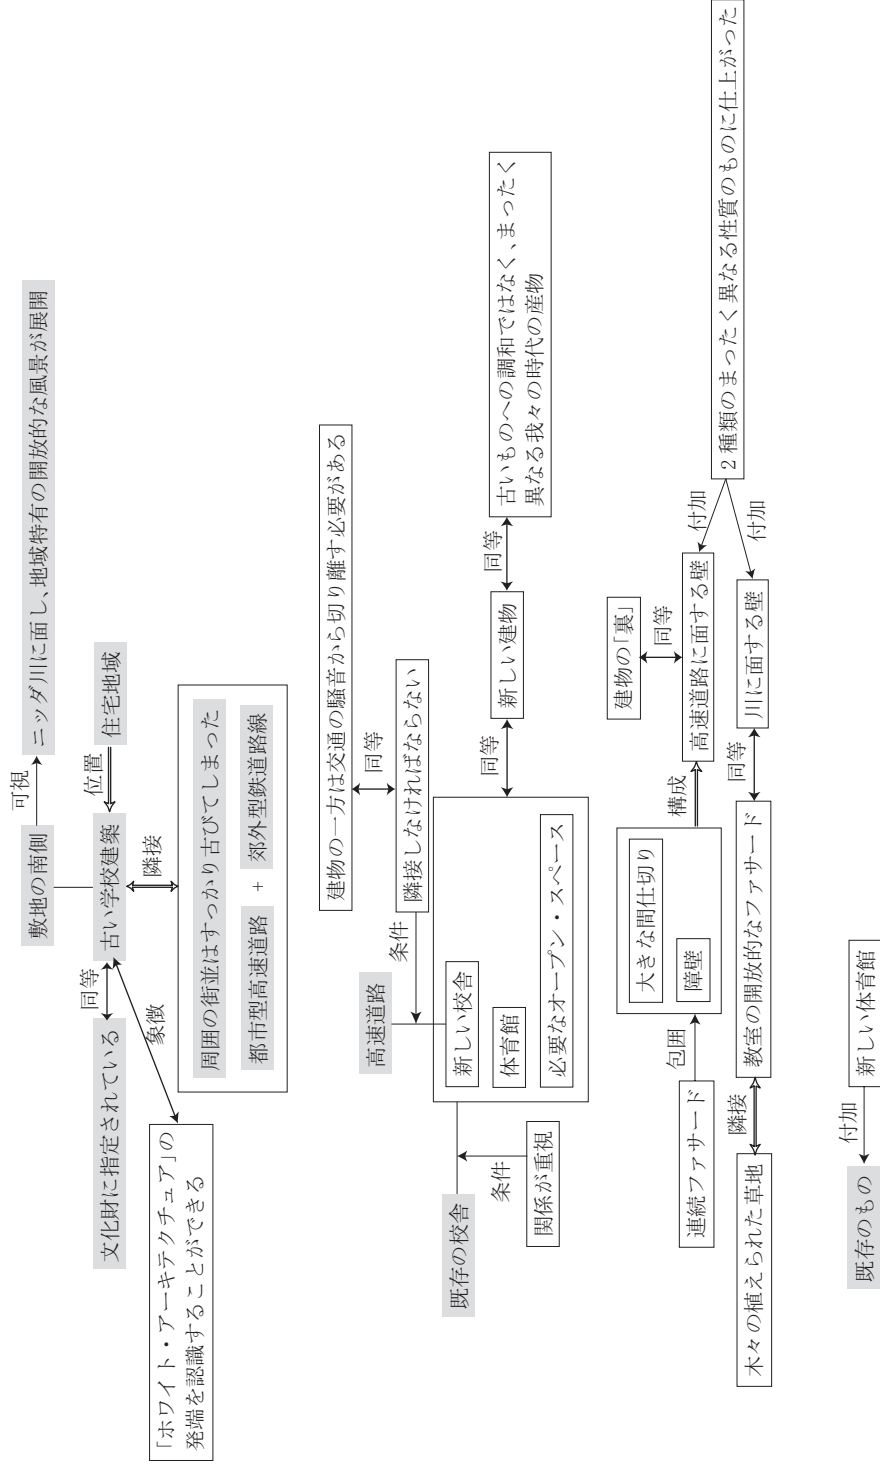 敷地の南側
可視
ニッダ川に面し、地域特有の開放的な風景が展開
文化財に指定されている
同等
古い学校建築
位置
住宅地域
象徴
隣接
「ホワイト・アーキテクチュア」の
発端を認識することができる
周囲の街並はすっかり古びてしまった
都市型高速道路
+
郊外型鉄道路線
建物の一方は交通の騒音から切り離す必要がある
同等
高速道路
条件
隣接しなければならない
既存の校舎
新しい校舎
体育館
必要なオープン・スペース
条件
関係が重視
同等
新しい建物
同等
古いものへの調和ではなく、まったく
異なる我々の時代の産物
建物の「裏」
同等
連続ファサード
包囲
大きな間仕切り
障壁
構成
高速道路に面する壁
付加
2種類のまったく異なる性質のものに仕上がった
付加
木々の植えられた草地
隣接
教室の開放的なファサード
同等
川に面する壁
既存のもの
付加
新しい体育館